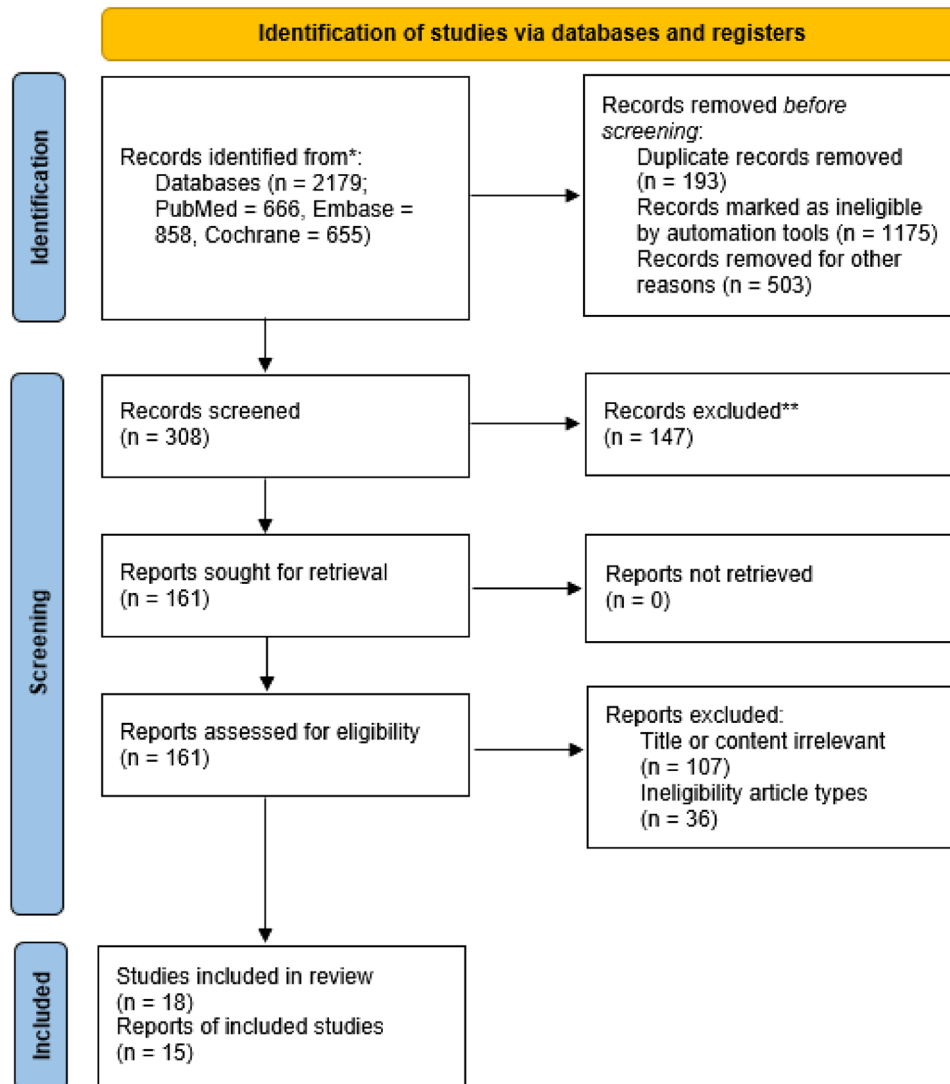 Identification of studies via databases and registers
Identification
Records identified from*:
Databases (n = 2179;
PubMed = 666, Embase =
858, Cochrane = 655)
Records removed before
screening:
Duplicate records removed
(n = 193)
Records marked as ineligible
by automation tools (n = 1175)
Records removed for other
reasons (n = 503)
Screening
Records screened
(n = 308)
Records excluded**
(n = 147)
Reports sought for retrieval
(n = 161)
Reports not retrieved
(n = 0)
Reports assessed for eligibility
(n = 161)
Reports excluded:
Title or content irrelevant
(n = 107)
Ineligibility article types
(n = 36)
Included
Studies included in review
(n = 18)
Reports of included studies
(n = 15)